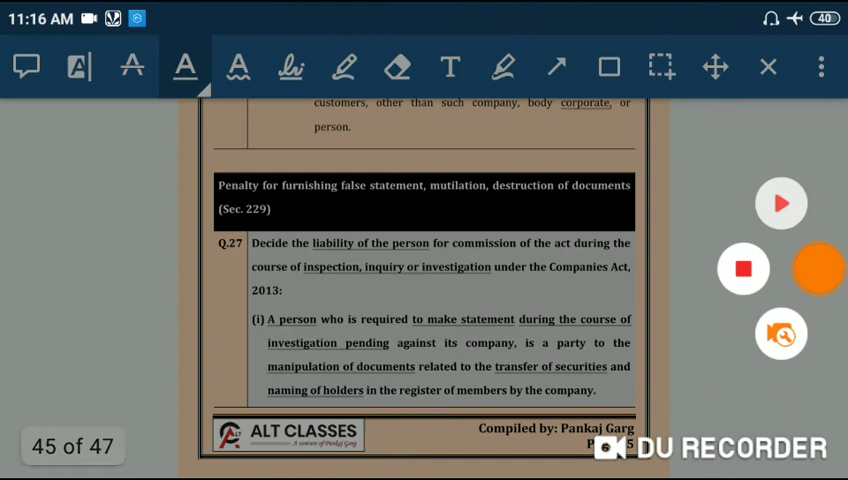 11:16 AM
40
T
customers, other than such company, body corporate, or
person.
Penalty for furnishing false statement, mutilation, destruction of documents
(Sec. 229)
Q.27 Decide the liability of the person for commission of the act during the
course of inspection, inquiry or investigation under the Companies Act,
2013:
(i) A person who is required to make statement during the course of
investigation pending against its company, is a party to the
manipulation of documents related to the transfer of securities and
naming of holders in the register of members by the company.
ALT CLASSES
A venture of Pankaj Garg
Compiled by: Pankaj Garg
45 of 47
DU RECORDER